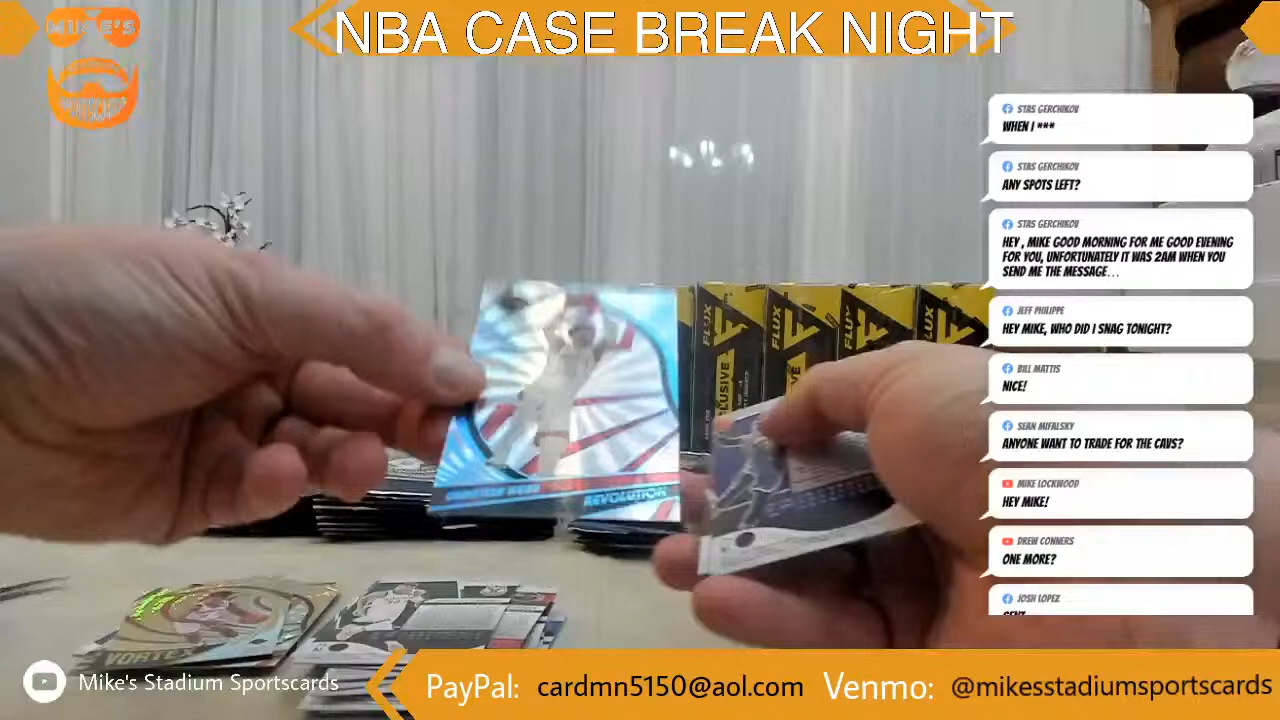 MIKE'S
NBA CASE BREAK NIGHT
STAS GERCHIKOV
WHEN I ***
STAS GERCHIKOV
ANY SPOTS LEFT?
STAS GERCHIKOV
HEY , MIKE GOOD MORNING FOR ME GOOD EVENING
FOR YOU, UNFORTUNATELY IT WAS 2AM WHEN YOU
SEND ME THE MESSAGE...
JEFF PHILIPPE
HEY MIKE, WHO DID I SNAG TONIGHT?
BILL MATTIS
NICE!
SEAN MIFALSKY
ANYONE WANT TO TRADE FOR THE CAVS?
MIKE LOCKWOOD
HEY MIKE!
DREW CONNERS
ONE MORE?
JOSH LOPEZ
FLUX
FLUX
FLUX
FLUX
REVOLUTION
VORTEX
Mike's Stadium Sportscards
PayPal: cardmn5150@aol.com Venmo: @mikesstadiumsportscards